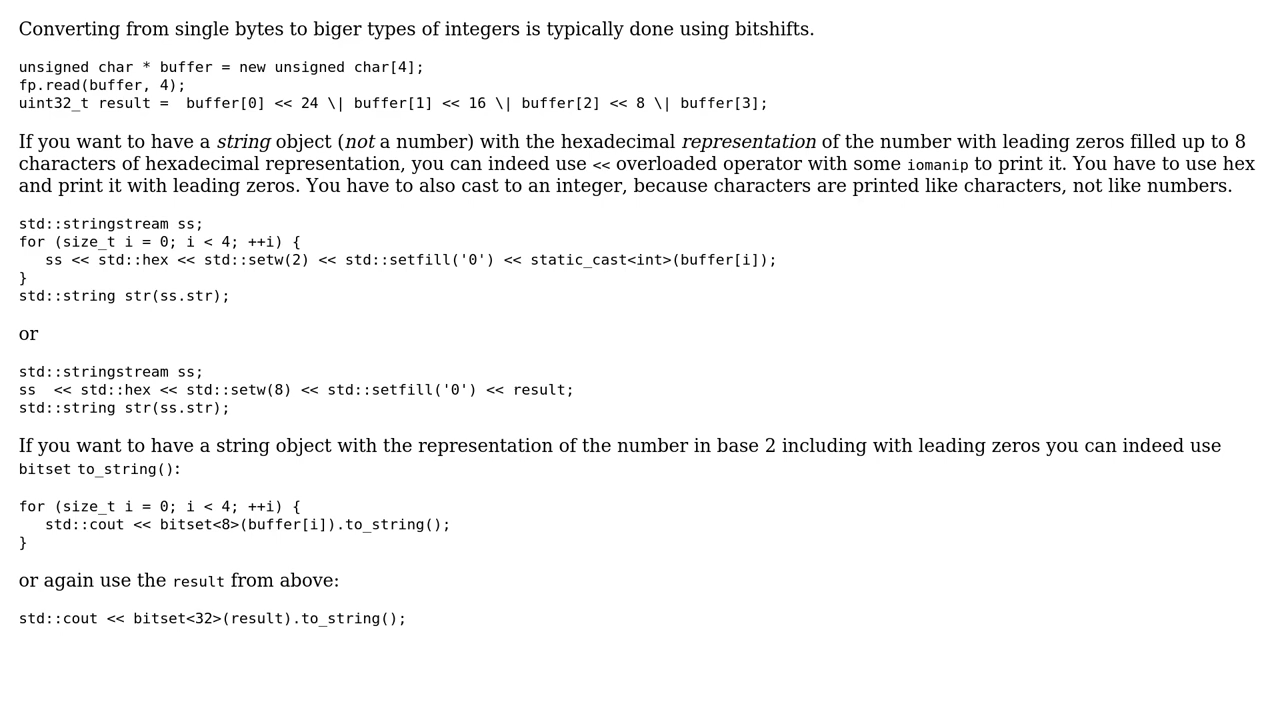 Converting from single bytes to biger types of integers is typically done using bitshifts.
unsigned char * buffer = new unsigned char[4];
fp.read(buffer, 4);
uint32_t result =  buffer[0] << 24 \| buffer[1] << 16 \| buffer[2] << 8 \| buffer[3];
If you want to have a string object (not a number) with the hexadecimal representation of the number with leading zeros filled up to 8
characters of hexadecimal representation, you can indeed use << overloaded operator with some iomanip to print it. You have to use hex
and print it with leading zeros. You have to also cast to an integer, because characters are printed like characters, not like numbers.
std::stringstream ss;
for (size_t i = 0; i < 4; ++i) {
   ss << std::hex << std::setw(2) << std::setfill('0') << static_cast<int>(buffer[i]);
}
std::string str(ss.str);
or
std::stringstream ss;
ss  << std::hex << std::setw(8) << std::setfill('0') << result;
std::string str(ss.str);
If you want to have a string object with the representation of the number in base 2 including with leading zeros you can indeed use
bitset to_string():
for (size_t i = 0; i < 4; ++i) {
   std::cout << bitset<8>(buffer[i]).to_string();
}
or again use the result from above:
std::cout << bitset<32>(result).to_string();